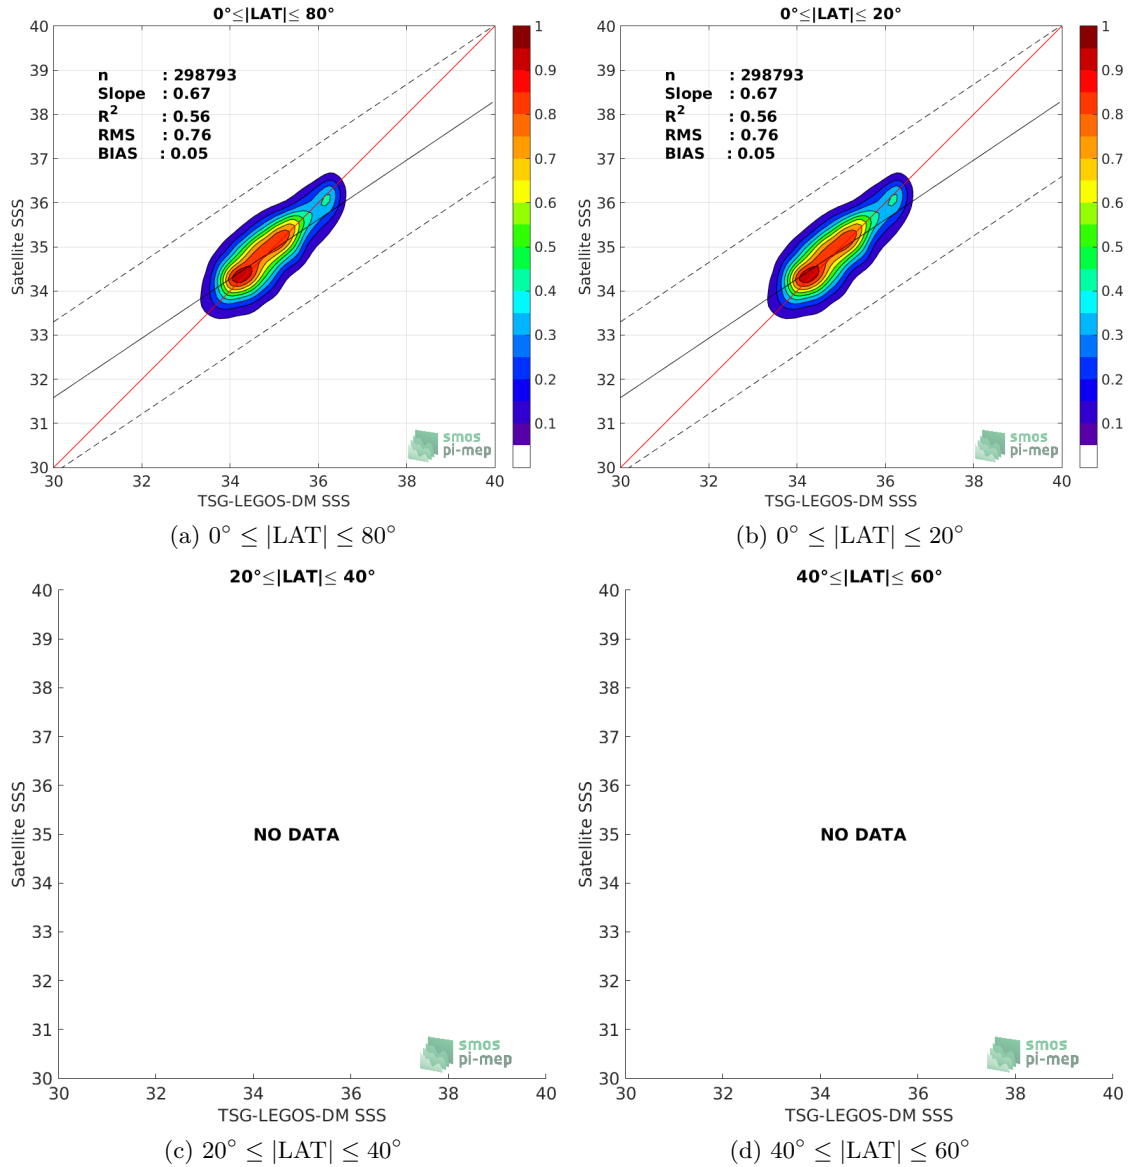 0°≤|LAT|≤ 80°
40
39
38
37
36
35
34
33
32
31
30
Satellite SSS
n : 298793
Slope : 0.67
R² : 0.56
RMS : 0.76
BIAS : 0.05
smos
pi-mep
30 32 34 36 38 40
TSG-LEGOS-DM SSS
1
0.9
0.8
0.7
0.6
0.5
0.4
0.3
0.2
0.1
(a) 0° ≤ |LAT| ≤ 80°
0°≤|LAT|≤ 20°
40
39
38
37
36
35
34
33
32
31
30
Satellite SSS
n : 298793
Slope : 0.67
R² : 0.56
RMS : 0.76
BIAS : 0.05
smos
pi-mep
30 32 34 36 38 40
TSG-LEGOS-DM SSS
1
0.9
0.8
0.7
0.6
0.5
0.4
0.3
0.2
0.1
(b) 0° ≤ |LAT| ≤ 20°
20°≤|LAT|≤ 40°
40
39
38
37
36
35
34
33
32
31
30
Satellite SSS
NO DATA
smos
pi-mep
30 32 34 36 38 40
TSG-LEGOS-DM SSS
(c) 20° ≤ |LAT| ≤ 40°
40°≤|LAT|≤ 60°
40
39
38
37
36
35
34
33
32
31
30
Satellite SSS
NO DATA
smos
pi-mep
30 32 34 36 38 40
TSG-LEGOS-DM SSS
(d) 40° ≤ |LAT| ≤ 60°